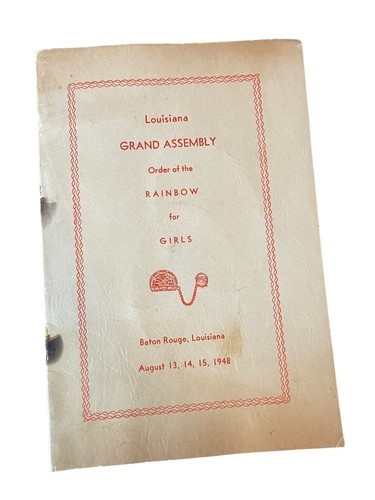 Louisiana
GRAND ASSEMBLY
Order of the
RAINBOW
for
GIRLS
Baton Rouge, Louisiana
August 13, 14, 15, 1948